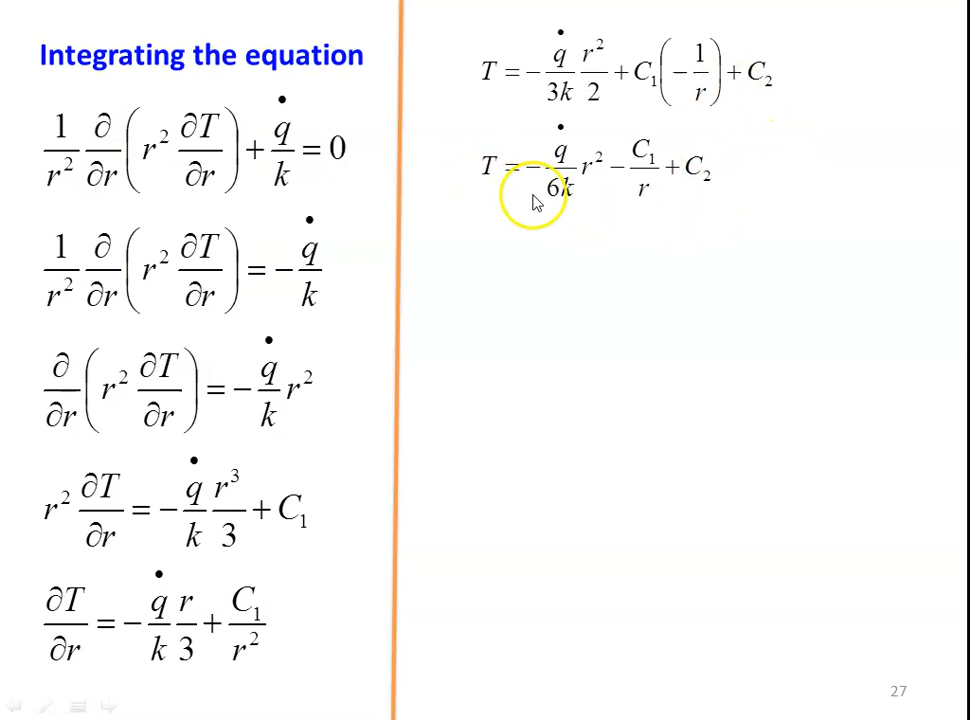 Integrating the equation
1/r² ∂/∂r (r² ∂T/∂r) + q̇/k = 0
1/r² ∂/∂r (r² ∂T/∂r) = − q̇/k
∂/∂r (r² ∂T/∂r) = − q̇/k r²
r² ∂T/∂r = − q̇/k r³/3 + C₁
∂T/∂r = − q̇/k r/3 + C₁/r²
T = − q̇/3k r²/2 + C₁(− 1/r) + C₂
T = − q̇/6k r² − C₁/r + C₂
27